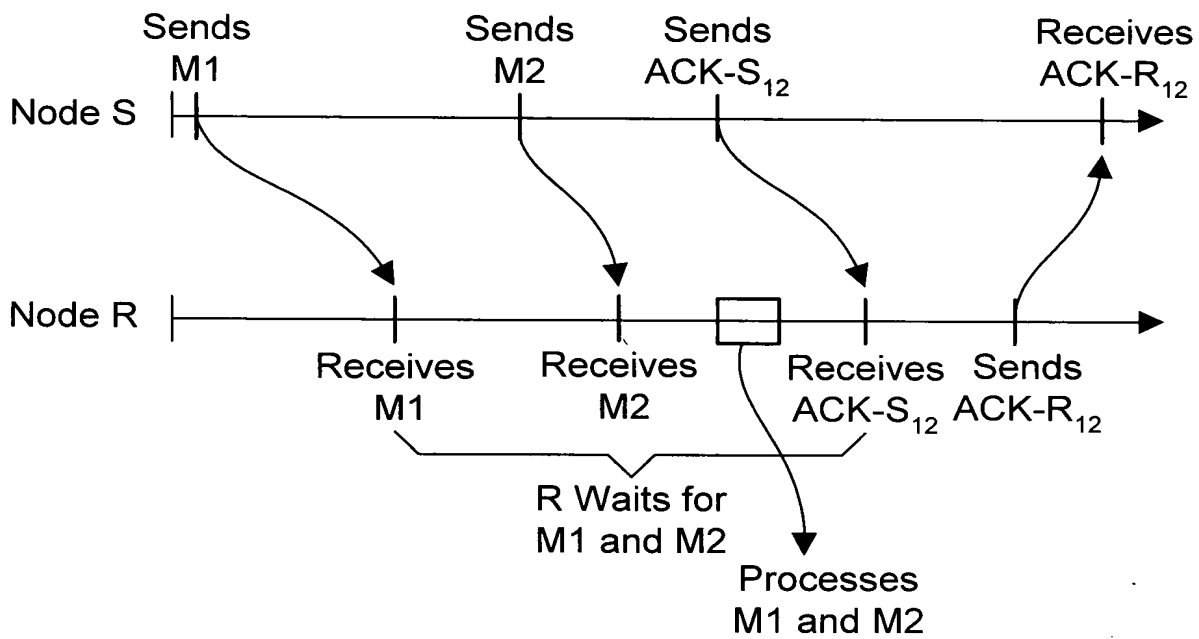 Sends
M1
Sends
M2
Sends
ACK-S₁₂
Receives
ACK-R₁₂
Node S
Node R
Receives
M1
Receives
M2
Receives
ACK-S₁₂
Sends
ACK-R₁₂
R Waits for
M1 and M2
Processes
M1 and M2